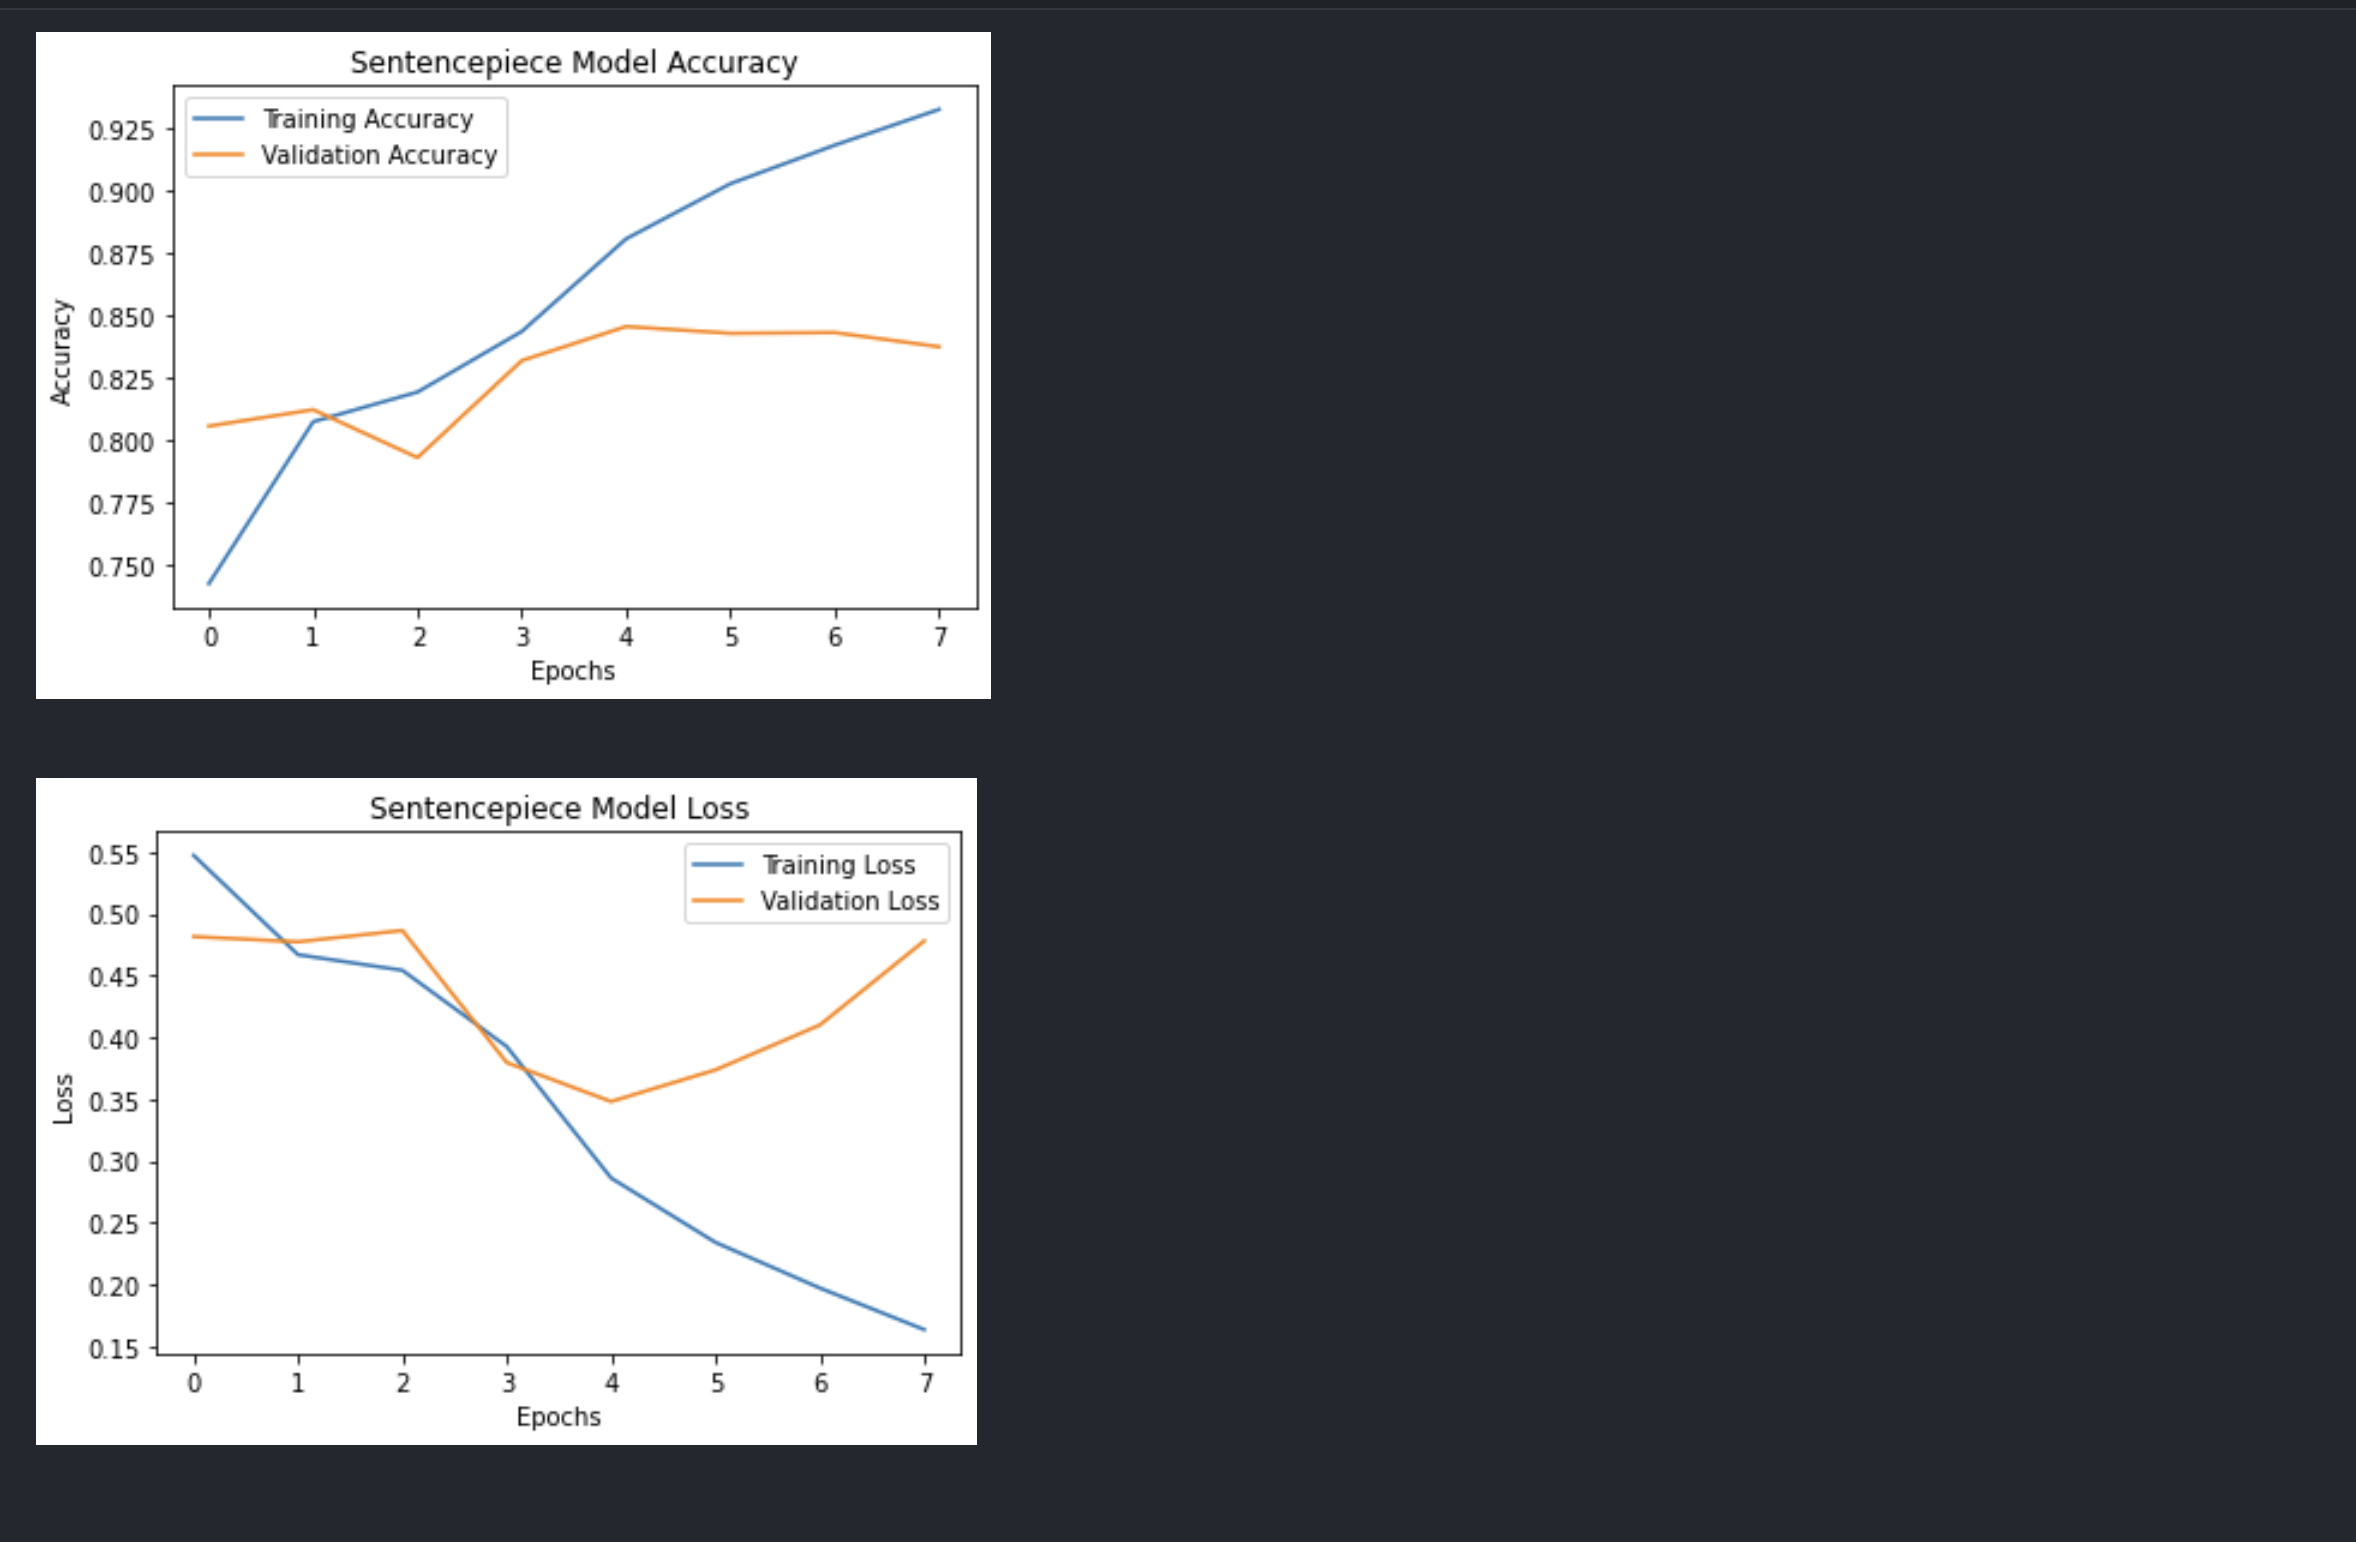 Sentencepiece Model Accuracy
Training Accuracy
Validation Accuracy
0.925
0.900
0.875
0.850
0.825
0.800
0.775
0.750
Accuracy
0 1 2 3 4 5 6 7
Epochs
Sentencepiece Model Loss
Training Loss
Validation Loss
0.55
0.50
0.45
0.40
0.35
0.30
0.25
0.20
0.15
Loss
0 1 2 3 4 5 6 7
Epochs